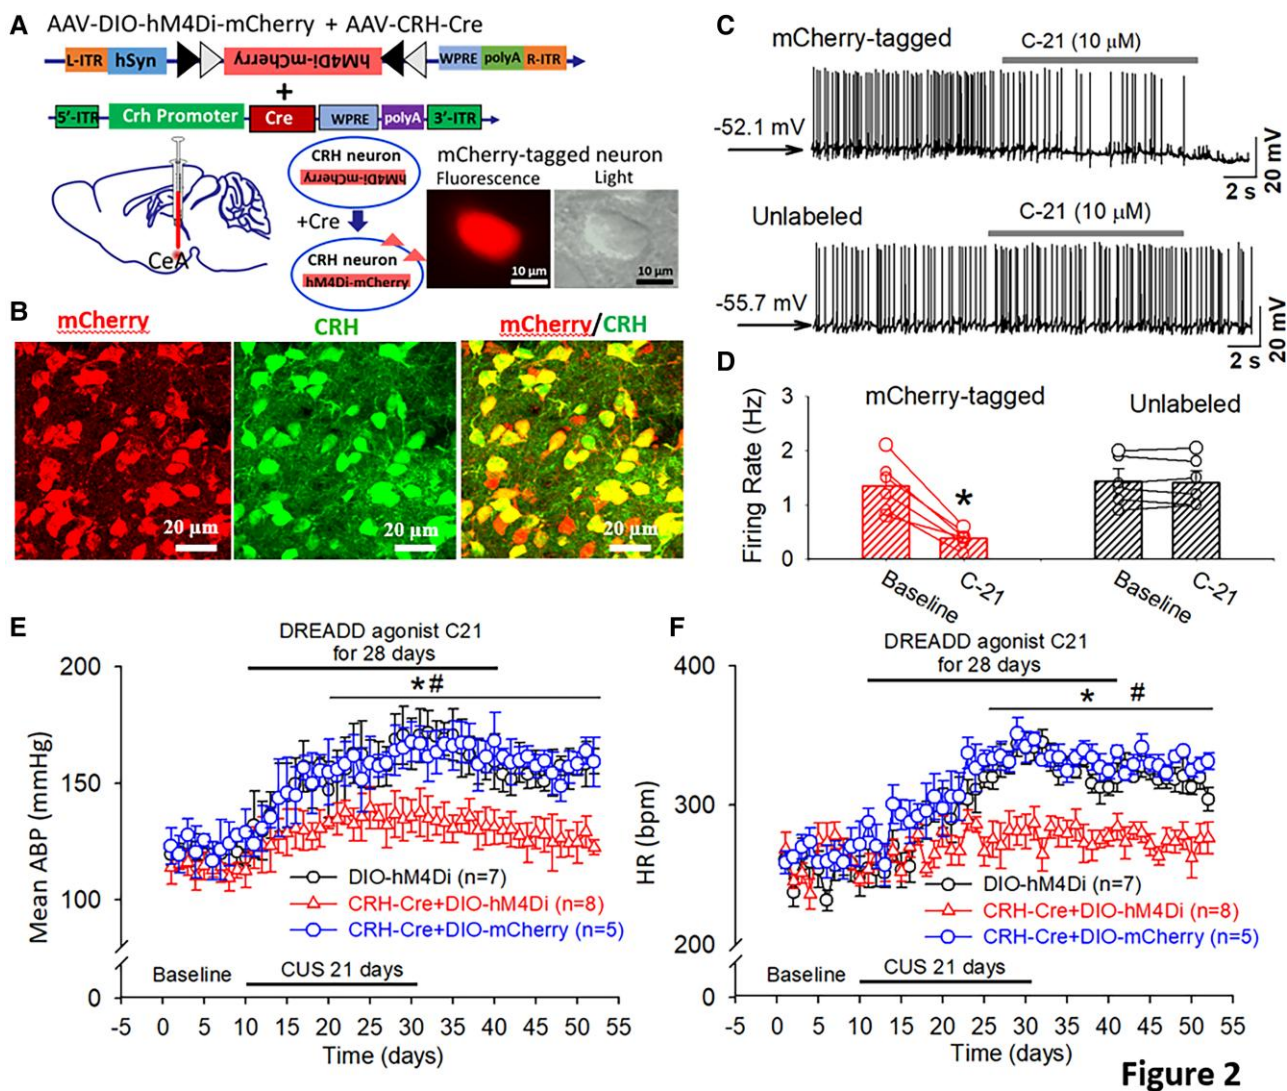 A
AAV-DIO-hM4Di-mCherry + AAV-CRH-Cre
L-ITR hSyn hM4Di-mCherry WPRE polyA R-ITR
+
5'-ITR Crh Promoter Cre WPRE polyA 3'-ITR
CeA
CRH neuron
hM4Di-mCherry
+Cre
CRH neuron
hM4Di-mCherry
mCherry-tagged neuron
Fluorescence Light
10 μm 10 μm
B
mCherry CRH mCherry/CRH
20 μm 20 μm 20 μm
C
mCherry-tagged C-21 (10 μM)
-52.1 mV
2 s
20 mV
Unlabeled C-21 (10 μM)
-55.7 mV
2 s
20 mV
D
mCherry-tagged Unlabeled
Firing Rate (Hz)
3
2
1
0
*
Baseline C-21 Baseline C-21
E
DREADD agonist C21
for 28 days
*#
Mean ABP (mmHg)
200
150
100
0
DIO-hM4Di (n=7)
CRH-Cre+DIO-hM4Di (n=8)
CRH-Cre+DIO-mCherry (n=5)
Baseline CUS 21 days
-5 0 5 10 15 20 25 30 35 40 45 50 55
Time (days)
F
DREADD agonist C21
for 28 days
* #
HR (bpm)
400
300
200
0
DIO-hM4Di (n=7)
CRH-Cre+DIO-hM4Di (n=8)
CRH-Cre+DIO-mCherry (n=5)
Baseline CUS 21 days
-5 0 5 10 15 20 25 30 35 40 45 50 55
Time (days)
Figure 2